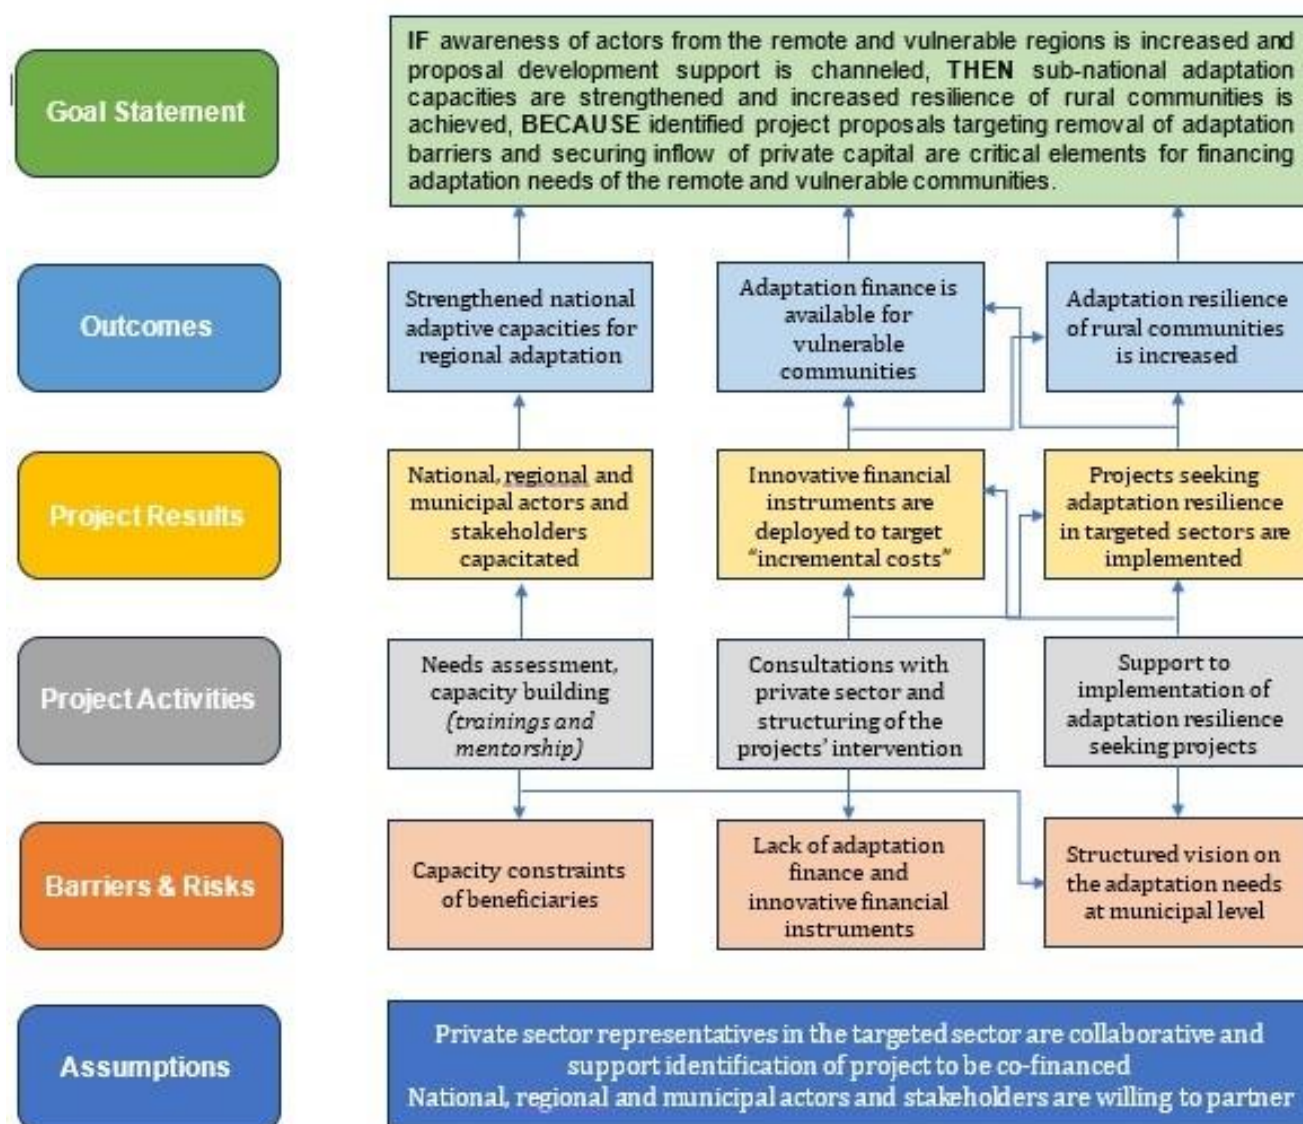 Goal Statement
IF awareness of actors from the remote and vulnerable regions is increased and
proposal development support is channeled, THEN sub-national adaptation
capacities are strengthened and increased resilience of rural communities is
achieved, BECAUSE identified project proposals targeting removal of adaptation
barriers and securing inflow of private capital are critical elements for financing
adaptation needs of the remote and vulnerable communities.
Outcomes
Strengthened national
adaptive capacities for
regional adaptation
Adaptation finance is
available for
vulnerable
communities
Adaptation resilience
of rural communities
is increased
Project Results
National, regional and
municipal actors and
stakeholders
capacitated
Innovative financial
instruments are
deployed to target
“incremental costs”
Projects seeking
adaptation resilience
in targeted sectors are
implemented
Project Activities
Needs assessment,
capacity building
(trainings and
mentorship)
Consultations with
private sector and
structuring of the
projects’ intervention
Support to
implementation of
adaptation resilience
seeking projects
Barriers & Risks
Capacity constraints
of beneficiaries
Lack of adaptation
finance and
innovative financial
instruments
Structured vision on
the adaptation needs
at municipal level
Assumptions
Private sector representatives in the targeted sector are collaborative and
support identification of project to be co-financed
National, regional and municipal actors and stakeholders are willing to partner